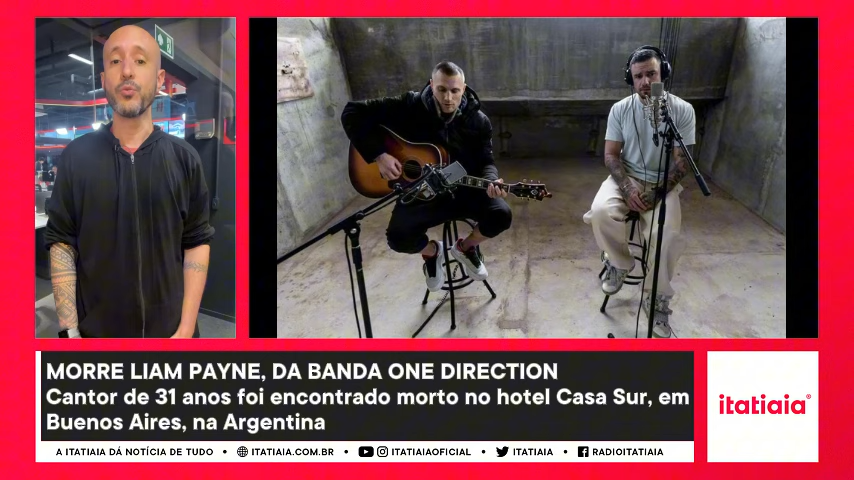 MORRE LIAM PAYNE, DA BANDA ONE DIRECTION
Cantor de 31 anos foi encontrado morto no hotel Casa Sur, em
Buenos Aires, na Argentina
itatiaia®
A ITATIAIA DÁ NOTÍCIA DE TUDO • ITATIAIA.COM.BR • ITATIAIAOFICIAL • ITATIAIA • RADIOITATIAIA